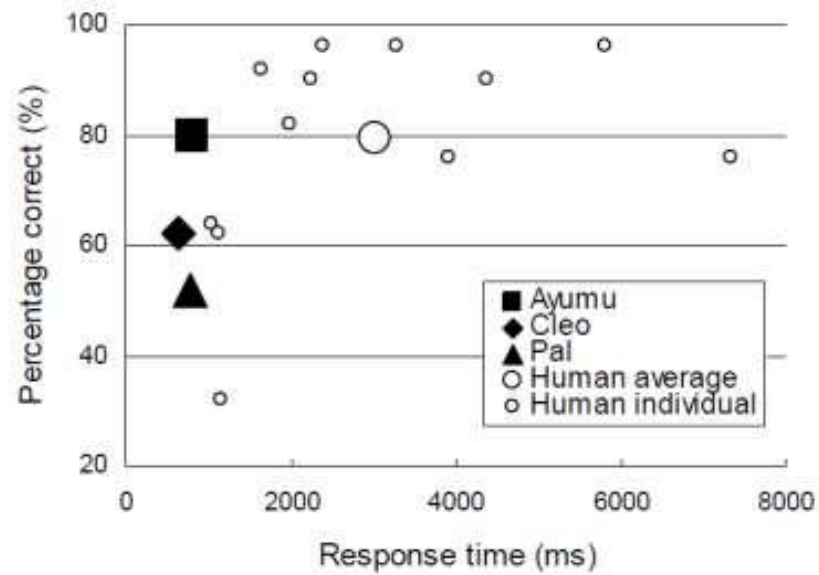 100
80
60
40
20
Percentage correct (%)
0 2000 4000 6000 8000
Response time (ms)
Ayumu
Cleo
Pal
Human average
Human individual